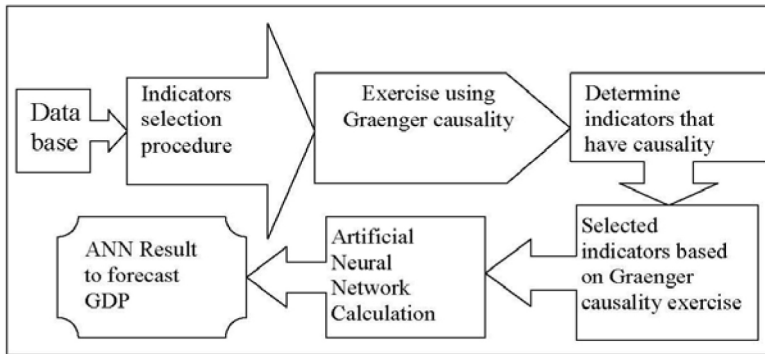 Data
base
Indicators
selection
procedure
Exercise using
Graenger causality
Determine
indicators that
have causality
Selected
indicators based
on Graenger
causality exercise
Artificial
Neural
Network
Calculation
ANN Result
to forecast
GDP